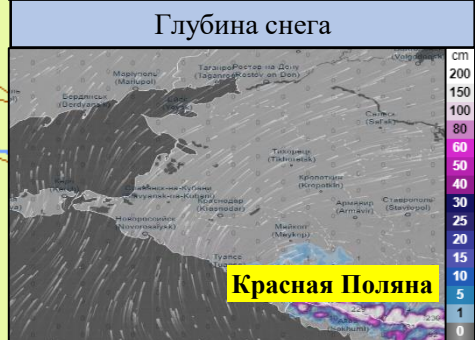 Глубина снега
cm
200
150
100
80
60
50
40
30
25
20
15
10
5
1
0
Мариуполь
(Mariupol)
Таганрог
(Taganrog)
Ростов-на-Дону
(Rostov-on-Don)
Бердянськ
(Berdyansk)
Сальск
(Salsk)
Тихорецк
(Tikhoretsk)
Кропоткин
(Kropotkin)
Краснодар
(Krasnodar)
Армавир
(Armavir)
Ставрополь
(Stavropol)
Новороссийск
(Novorossiysk)
Майкоп
(Maykop)
Туапсе
Красная Поляна